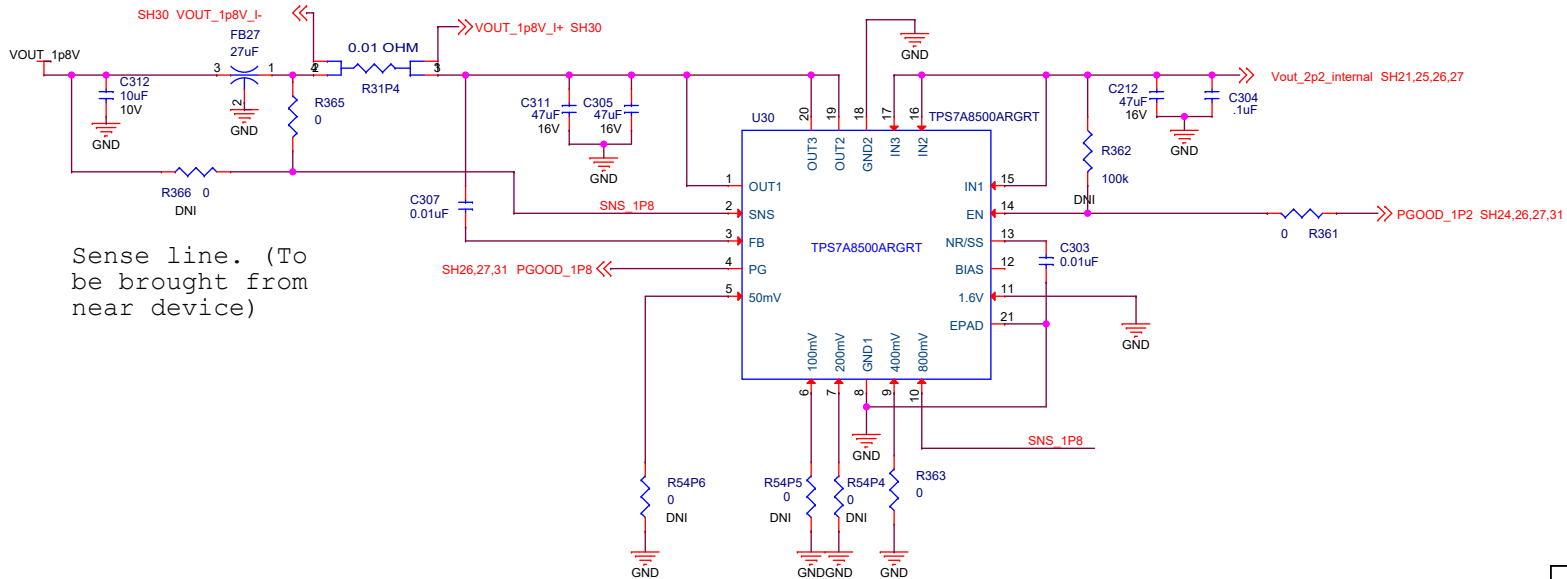 SH30 VOUT_1p8V_I-
VOUT_1p8V_I+ SH30
FB27
27uF
0.01 OHM
R31P4
VOUT_1p8V
3
1
2
4
2
3
1
C312
10uF
10V
GND
GND
R365
0
R366 0
DNI
C307
0.01uF
C311
47uF
16V
C305
47uF
16V
GND
GND
Sense line. (To
be brought from
near device)
SNS_1P8
SH26,27,31 PGOOD_1P8
U30
TPS7A8500ARGRT
TPS7A8500ARGRT
20
19
18
17
16
OUT3
OUT2
GND2
IN3
IN2
1
OUT1
2
SNS
3
FB
4
PG
5
50mV
IN1
15
EN
14
NR/SS
13
BIAS
12
1.6V
11
EPAD
21
100mV
200mV
GND1
400mV
800mV
6
7
8
9
10
Vout_2p2_internal SH21,25,26,27
C212
47uF
16V
C304
.1uF
GND
R362
100k
DNI
0 R361
PGOOD_1P2 SH24,26,27,31
C303
0.01uF
GND
GND
SNS_1P8
R54P6
0
DNI
GND
R54P5
0
DNI
GND
R54P4
0
DNI
GND
R363
0
GND